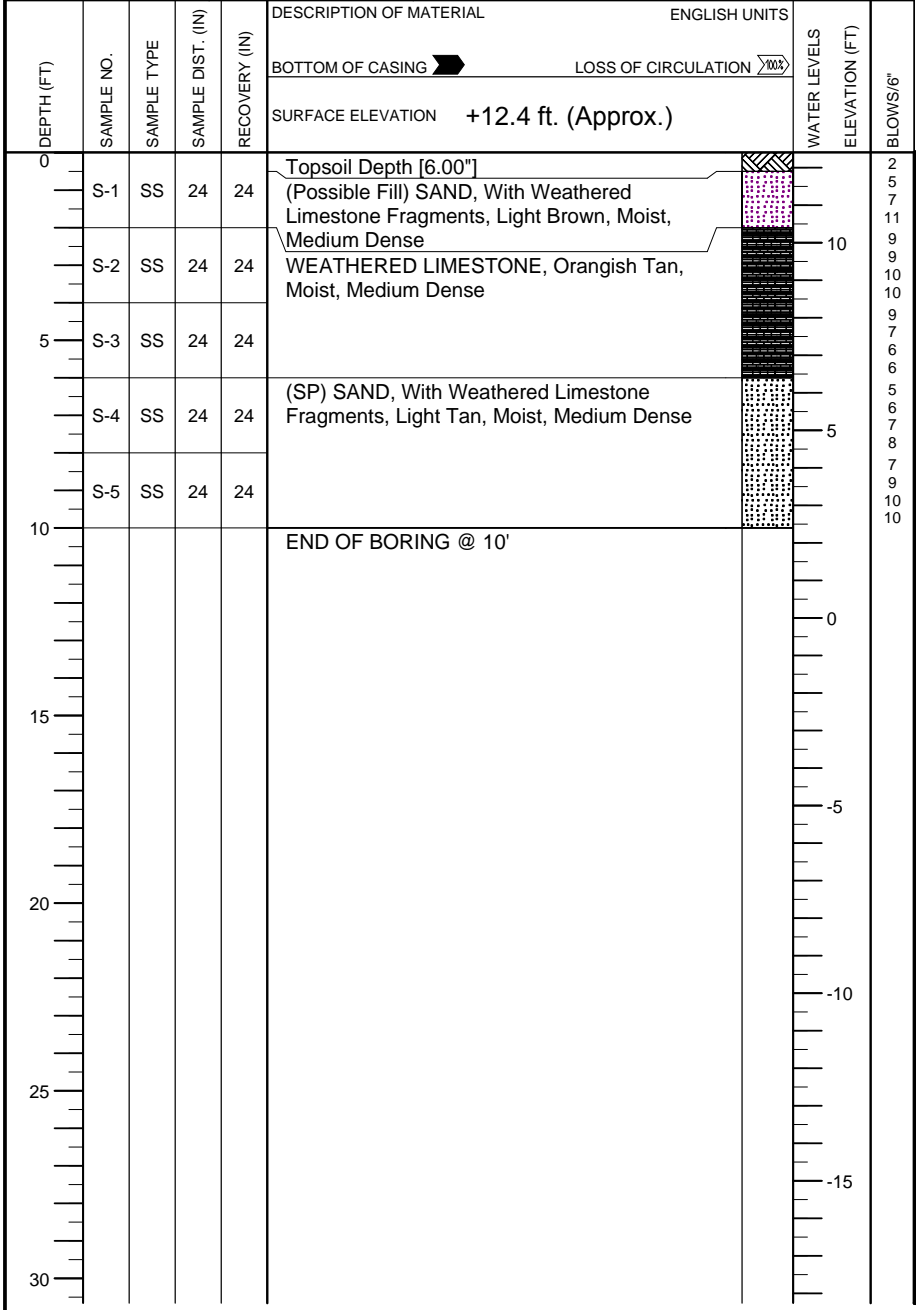 DEPTH (FT)
SAMPLE NO.
SAMPLE TYPE
SAMPLE DIST. (IN)
RECOVERY (IN)
DESCRIPTION OF MATERIAL ENGLISH UNITS
BOTTOM OF CASING LOSS OF CIRCULATION 100%
SURFACE ELEVATION +12.4 ft. (Approx.)
WATER LEVELS
ELEVATION (FT)
BLOWS/6"
0
5
10
15
20
25
30
S-1 SS 24 24
S-2 SS 24 24
S-3 SS 24 24
S-4 SS 24 24
S-5 SS 24 24
Topsoil Depth [6.00"]
(Possible Fill) SAND, With Weathered
Limestone Fragments, Light Brown, Moist,
Medium Dense
WEATHERED LIMESTONE, Orangish Tan,
Moist, Medium Dense
(SP) SAND, With Weathered Limestone
Fragments, Light Tan, Moist, Medium Dense
END OF BORING @ 10'
10
5
0
-5
-10
-15
2
5
7
11
9
9
10
10
9
7
6
6
5
6
7
8
7
9
10
10